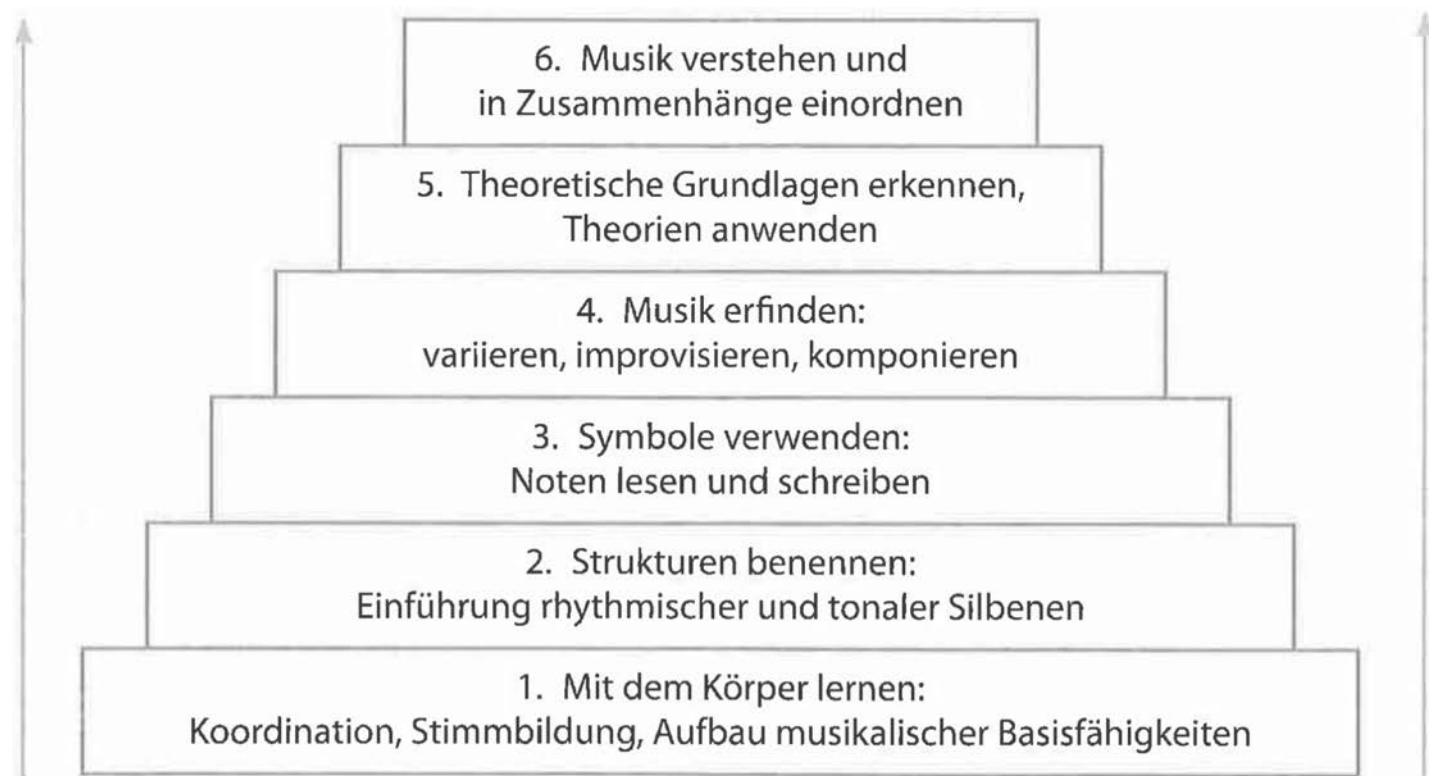 6. Musik verstehen und
in Zusammenhänge einordnen
5. Theoretische Grundlagen erkennen,
Theorien anwenden
4. Musik erfinden:
variieren, improvisieren, komponieren
3. Symbole verwenden:
Noten lesen und schreiben
2. Strukturen benennen:
Einführung rhythmischer und tonaler Silbenen
1. Mit dem Körper lernen:
Koordination, Stimmbildung, Aufbau musikalischer Basisfähigkeiten